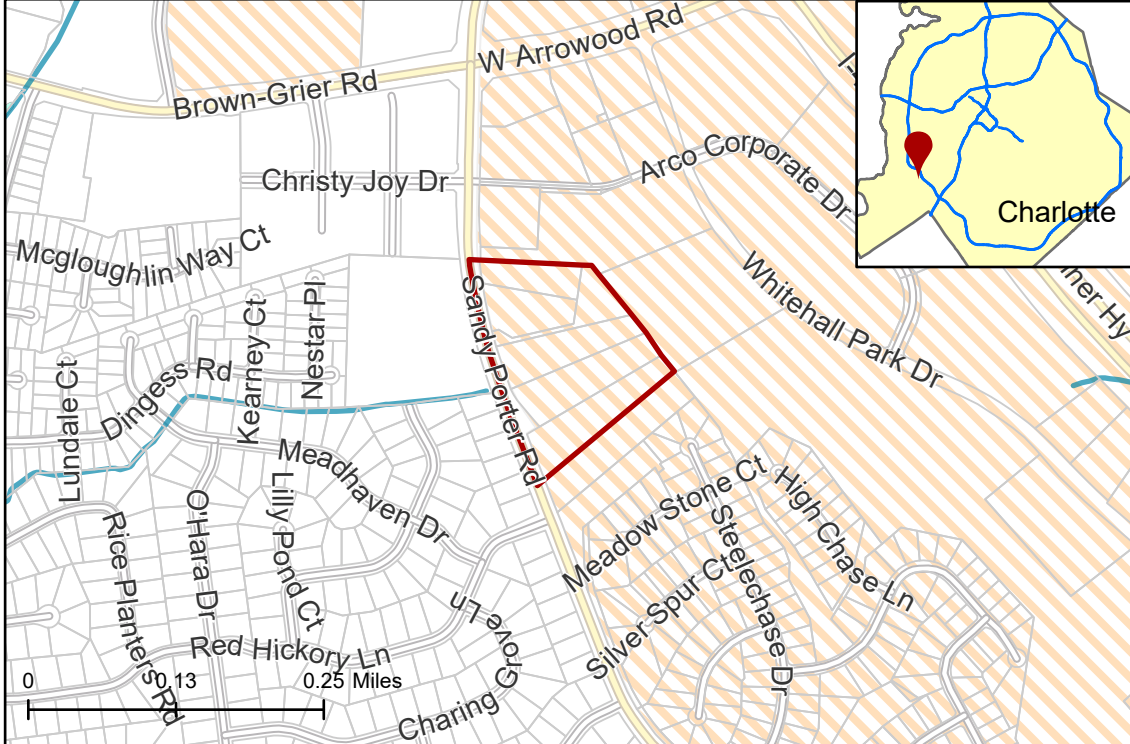 W Arrowood Rd
Brown-Grier Rd
Arco Corporate Dr
Christy Joy Dr
Charlotte
Mcgloughlin Way Ct
Whitehall Park Dr
Sandy Porter Rd
Nestar Pl
Kearney Ct
Dingess Rd
Lundale Ct
Meadhaven Dr
Lilly Pond Ct
O'Hara Dr
Rice Planters Rd
Meadow Stone Ct
High Chase Ln
Steelechase Dr
Silver Spur Ct
Grove Ln
Red Hickory Ln
Charing
0 0.13 0.25 Miles